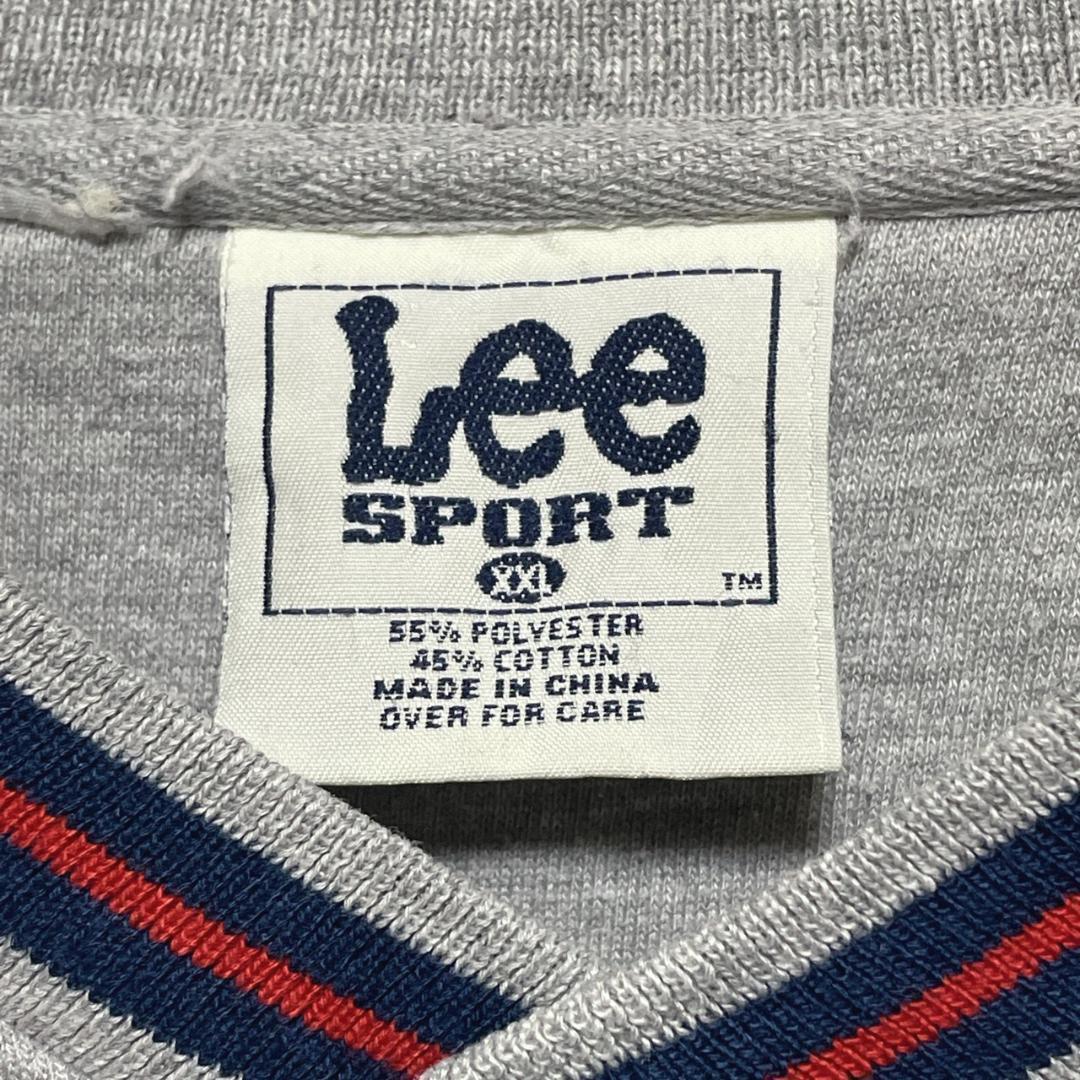 Lee
SPORT
XXL
TM
55% POLYESTER
45% COTTON
MADE IN CHINA
OVER FOR CARE